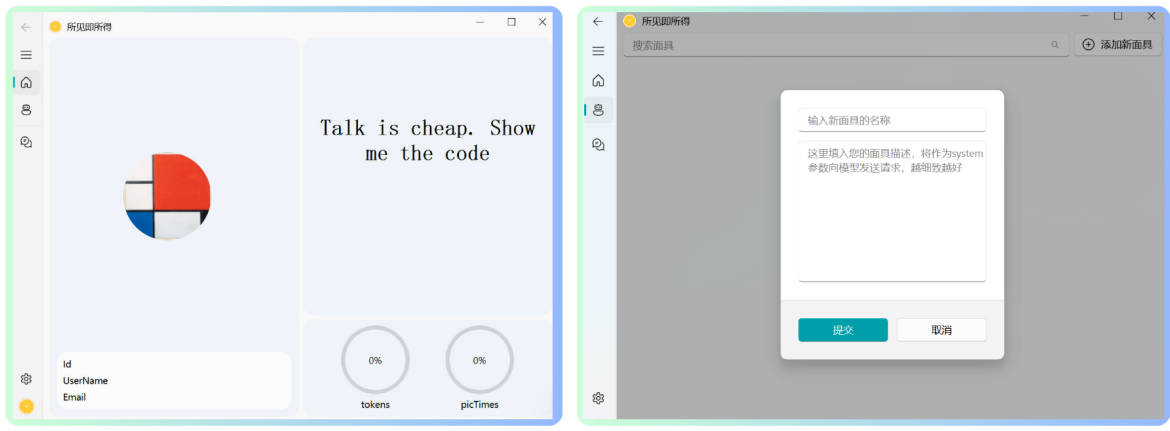 所见即所得
Talk is cheap. Show
me the code
Id
UserName
Email
0%
0%
tokens
picTimes
所见即所得
搜索面具
添加新面具
输入新面具的名称
这里填入您的面具描述，将作为system
参数向模型发送请求，越细致越好
提交
取消